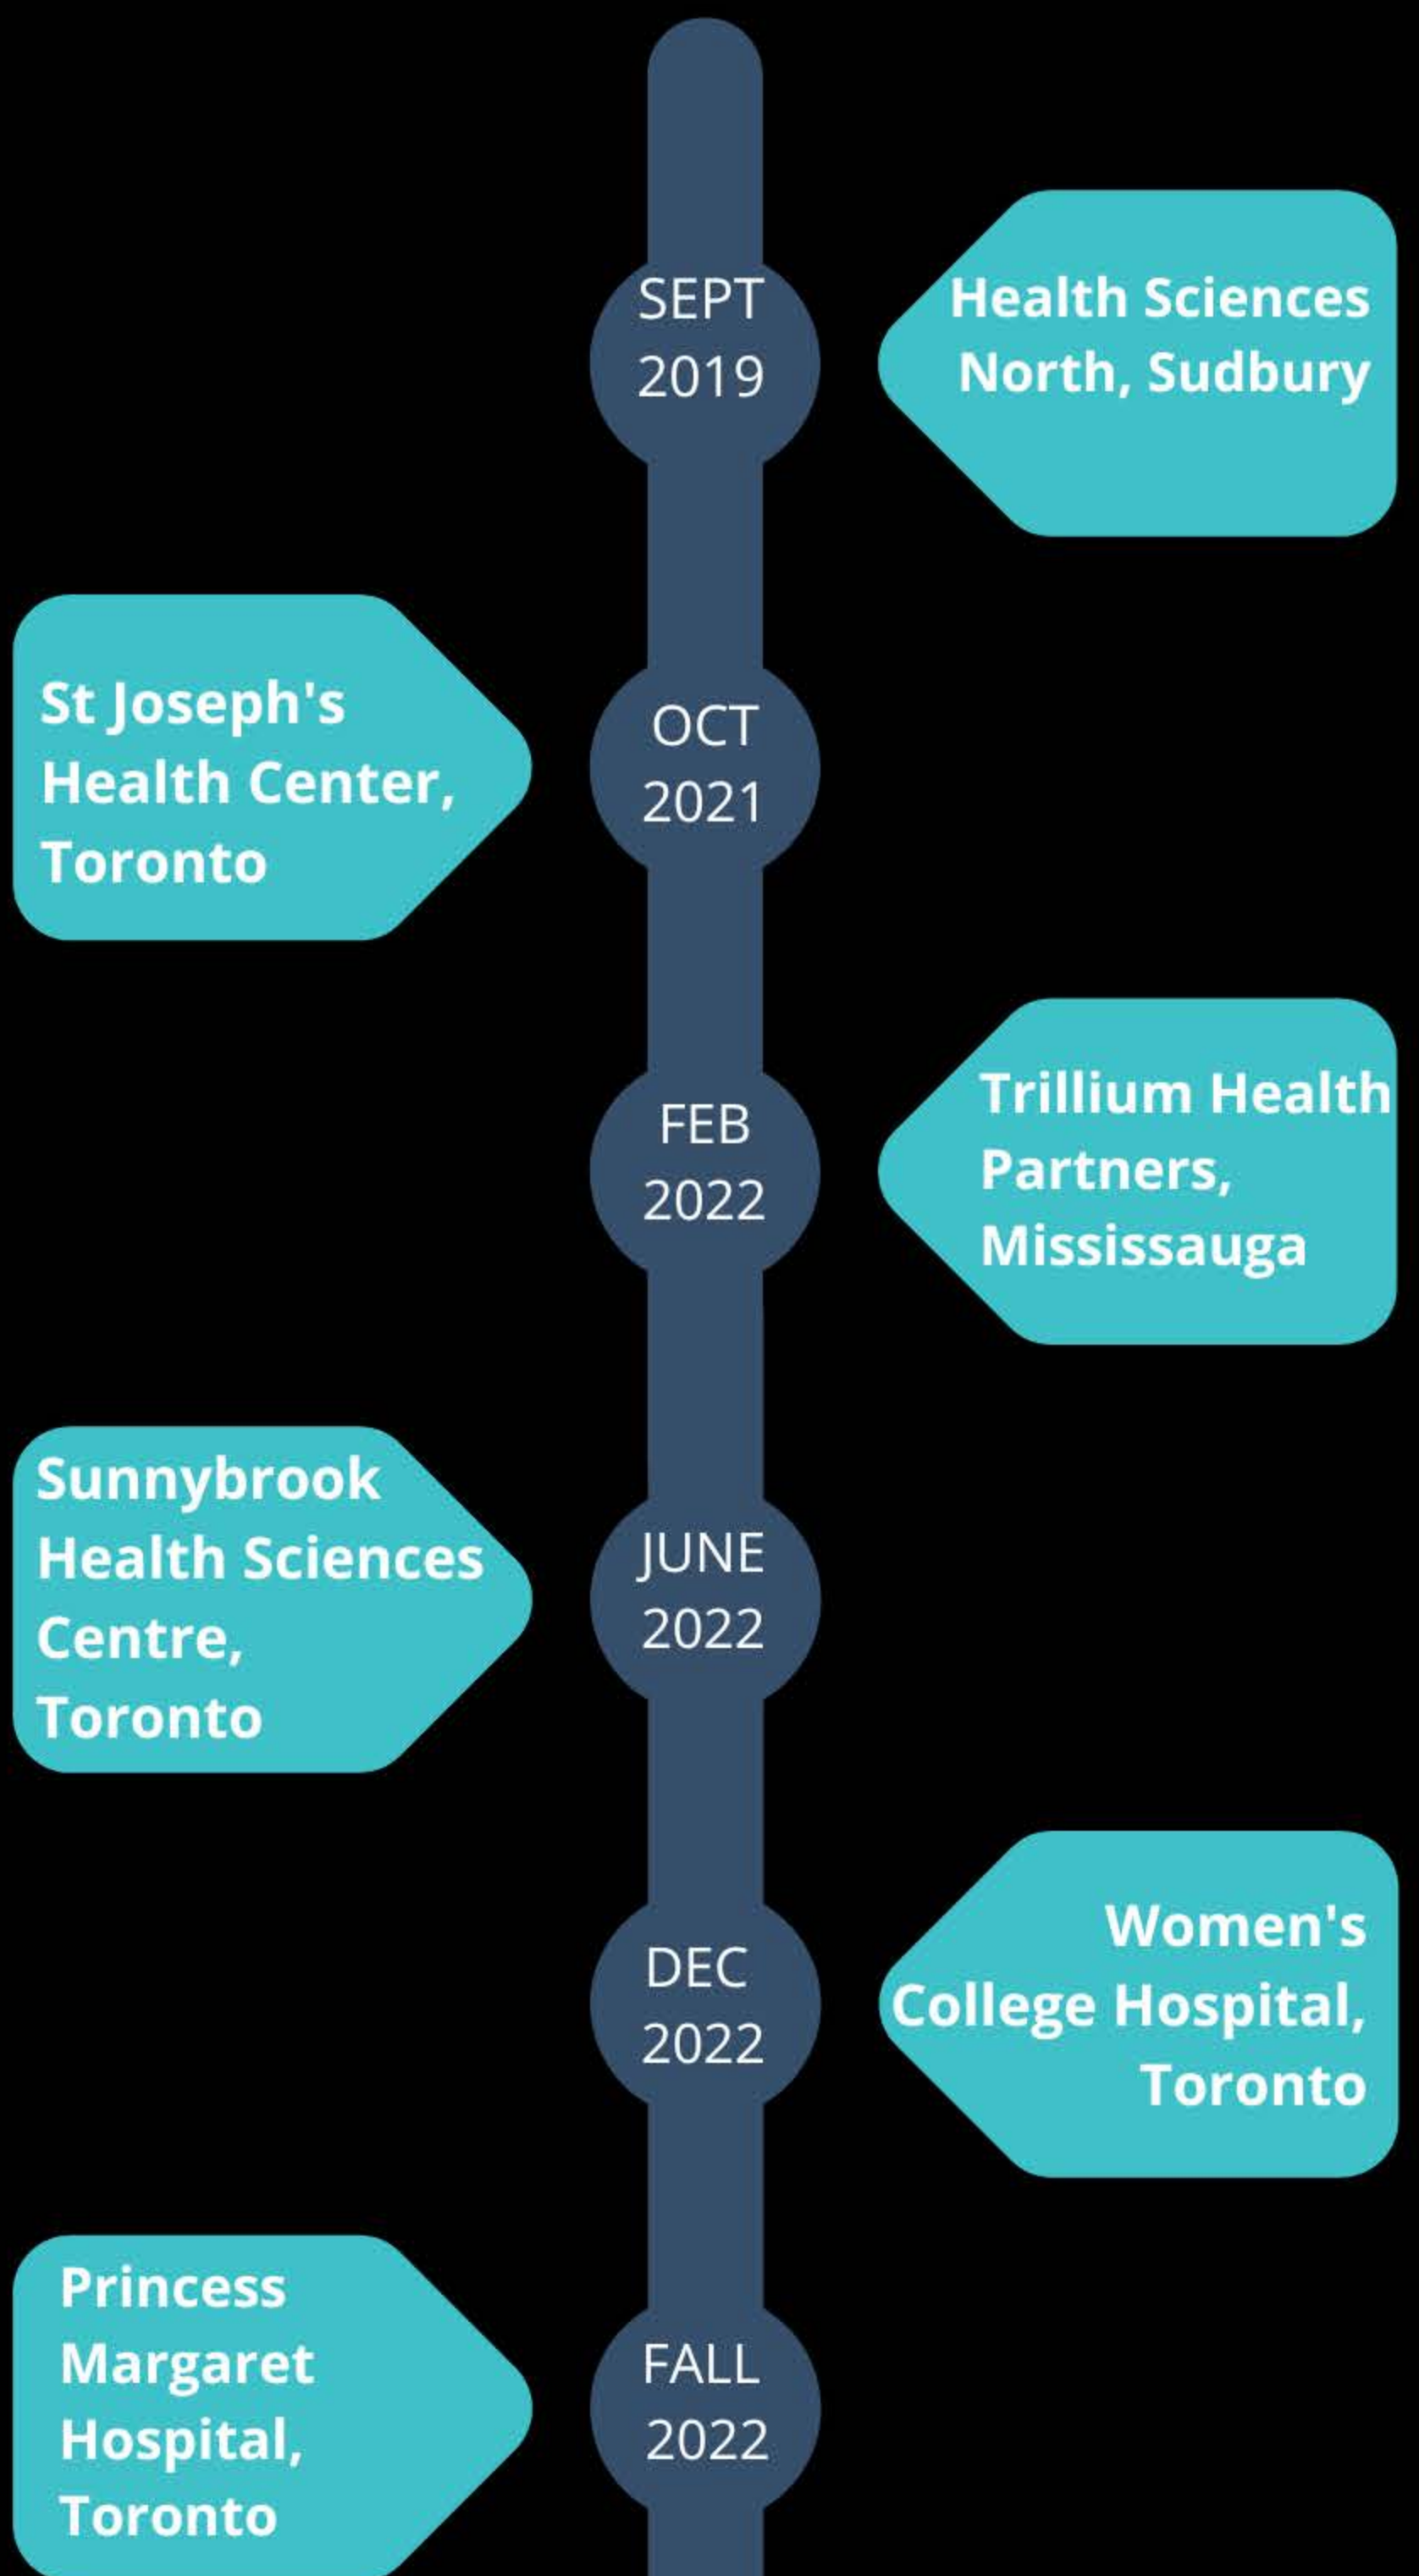 SEPT
2019
Health Sciences
North, Sudbury
St Joseph's
Health Center,
Toronto
OCT
2021
FEB
2022
Trillium Health
Partners,
Mississauga
Sunnybrook
Health Sciences
Centre,
Toronto
JUNE
2022
DEC
2022
Women's
College Hospital,
Toronto
Princess
Margaret
Hospital,
Toronto
FALL
2022